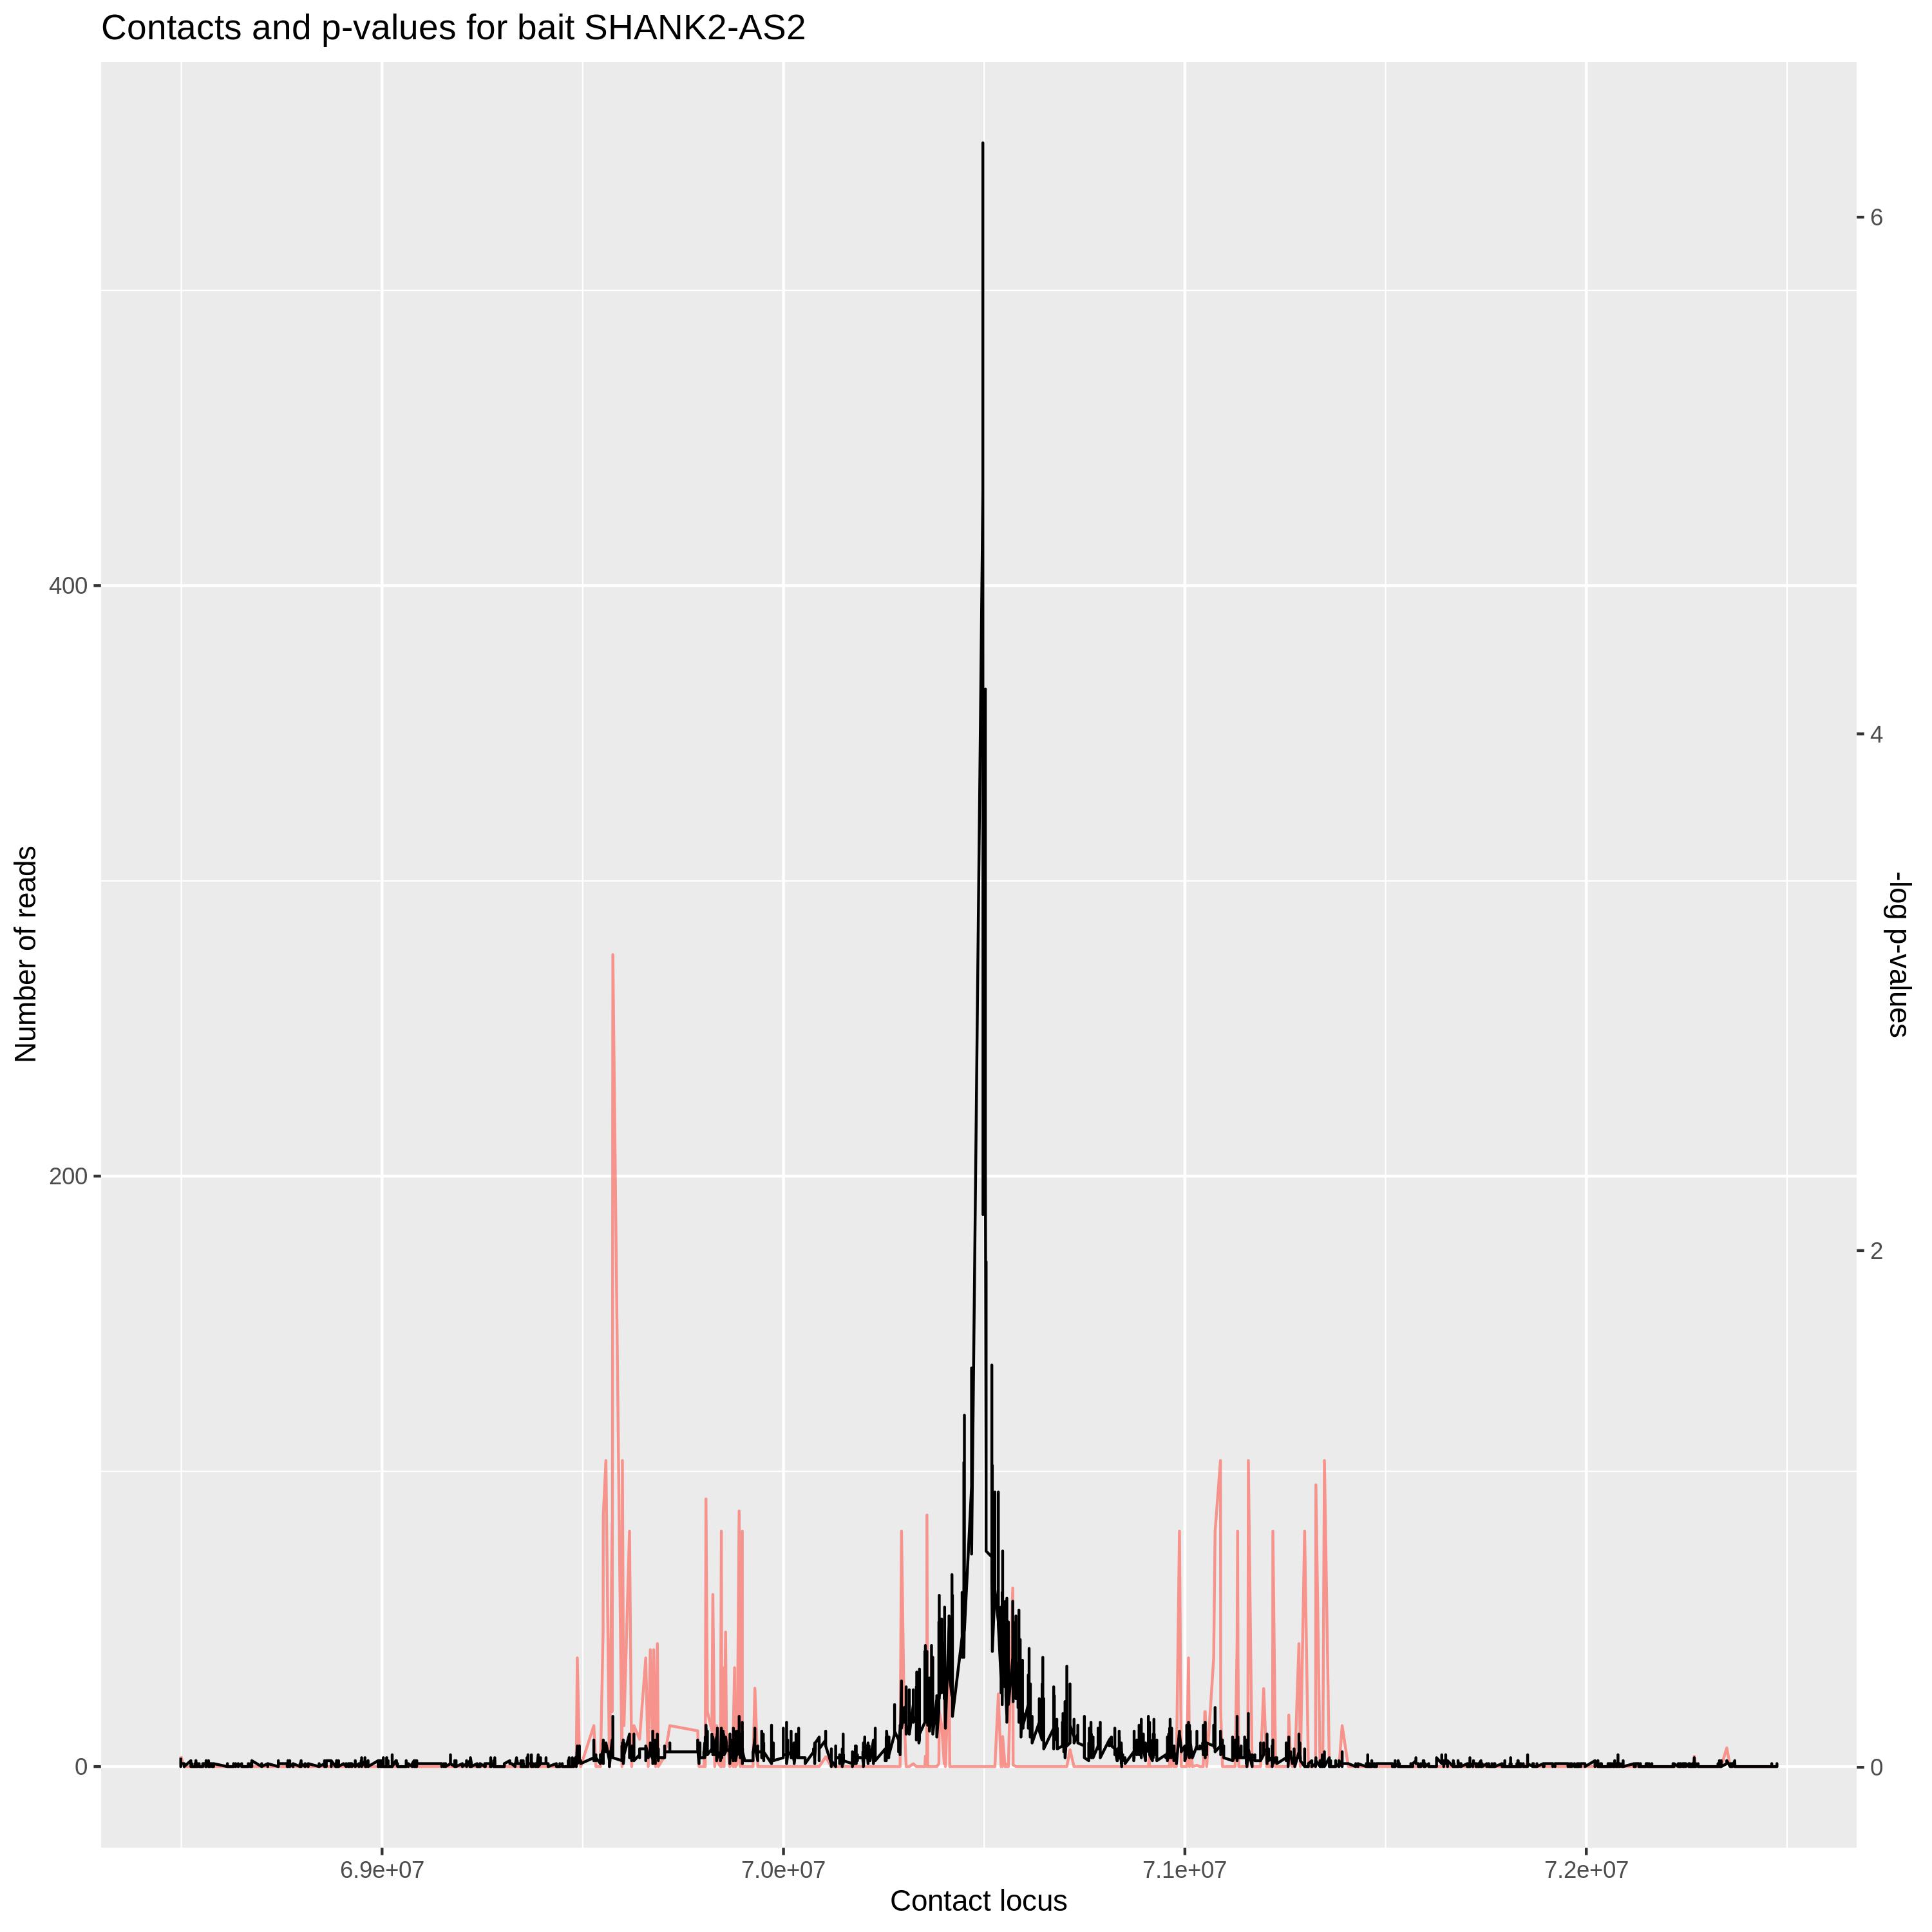 Contacts and p-values for bait SHANK2-AS2
6
400
4
Number of reads
-log p-values
200
2
0
0
6.9e+07 7.0e+07 7.1e+07 7.2e+07
Contact locus